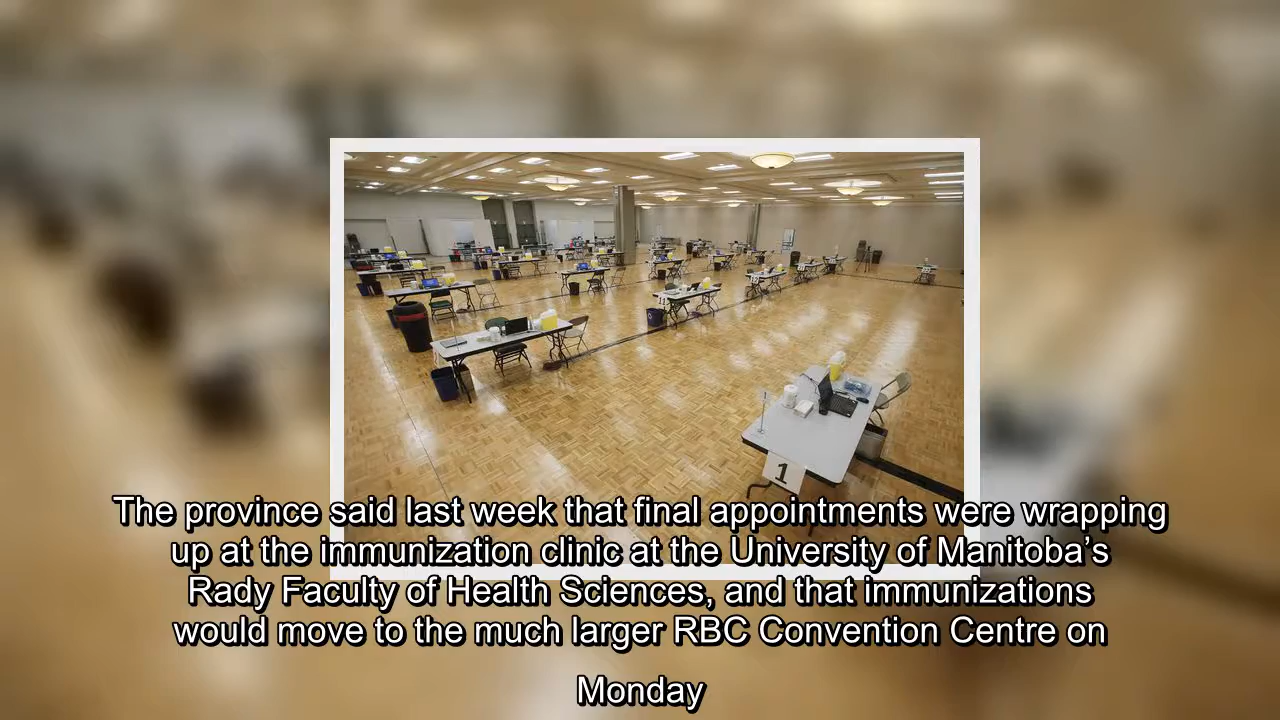 1
The province said last week that final appointments were wrapping
up at the immunization clinic at the University of Manitoba’s
Rady Faculty of Health Sciences, and that immunizations
would move to the much larger RBC Convention Centre on
Monday